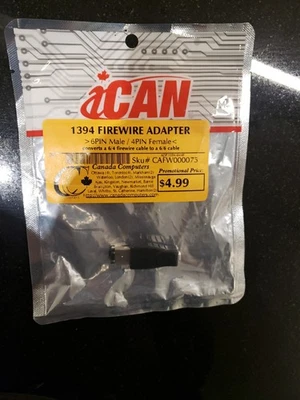 iCAN
1394 FIREWIRE ADAPTER
>6PIN Male / 4PIN Female<
converts a 6/4 firewire cable to a 6/6 cable
Sku# CAFW000075
Canada Computers
Promotional Price
$4.99